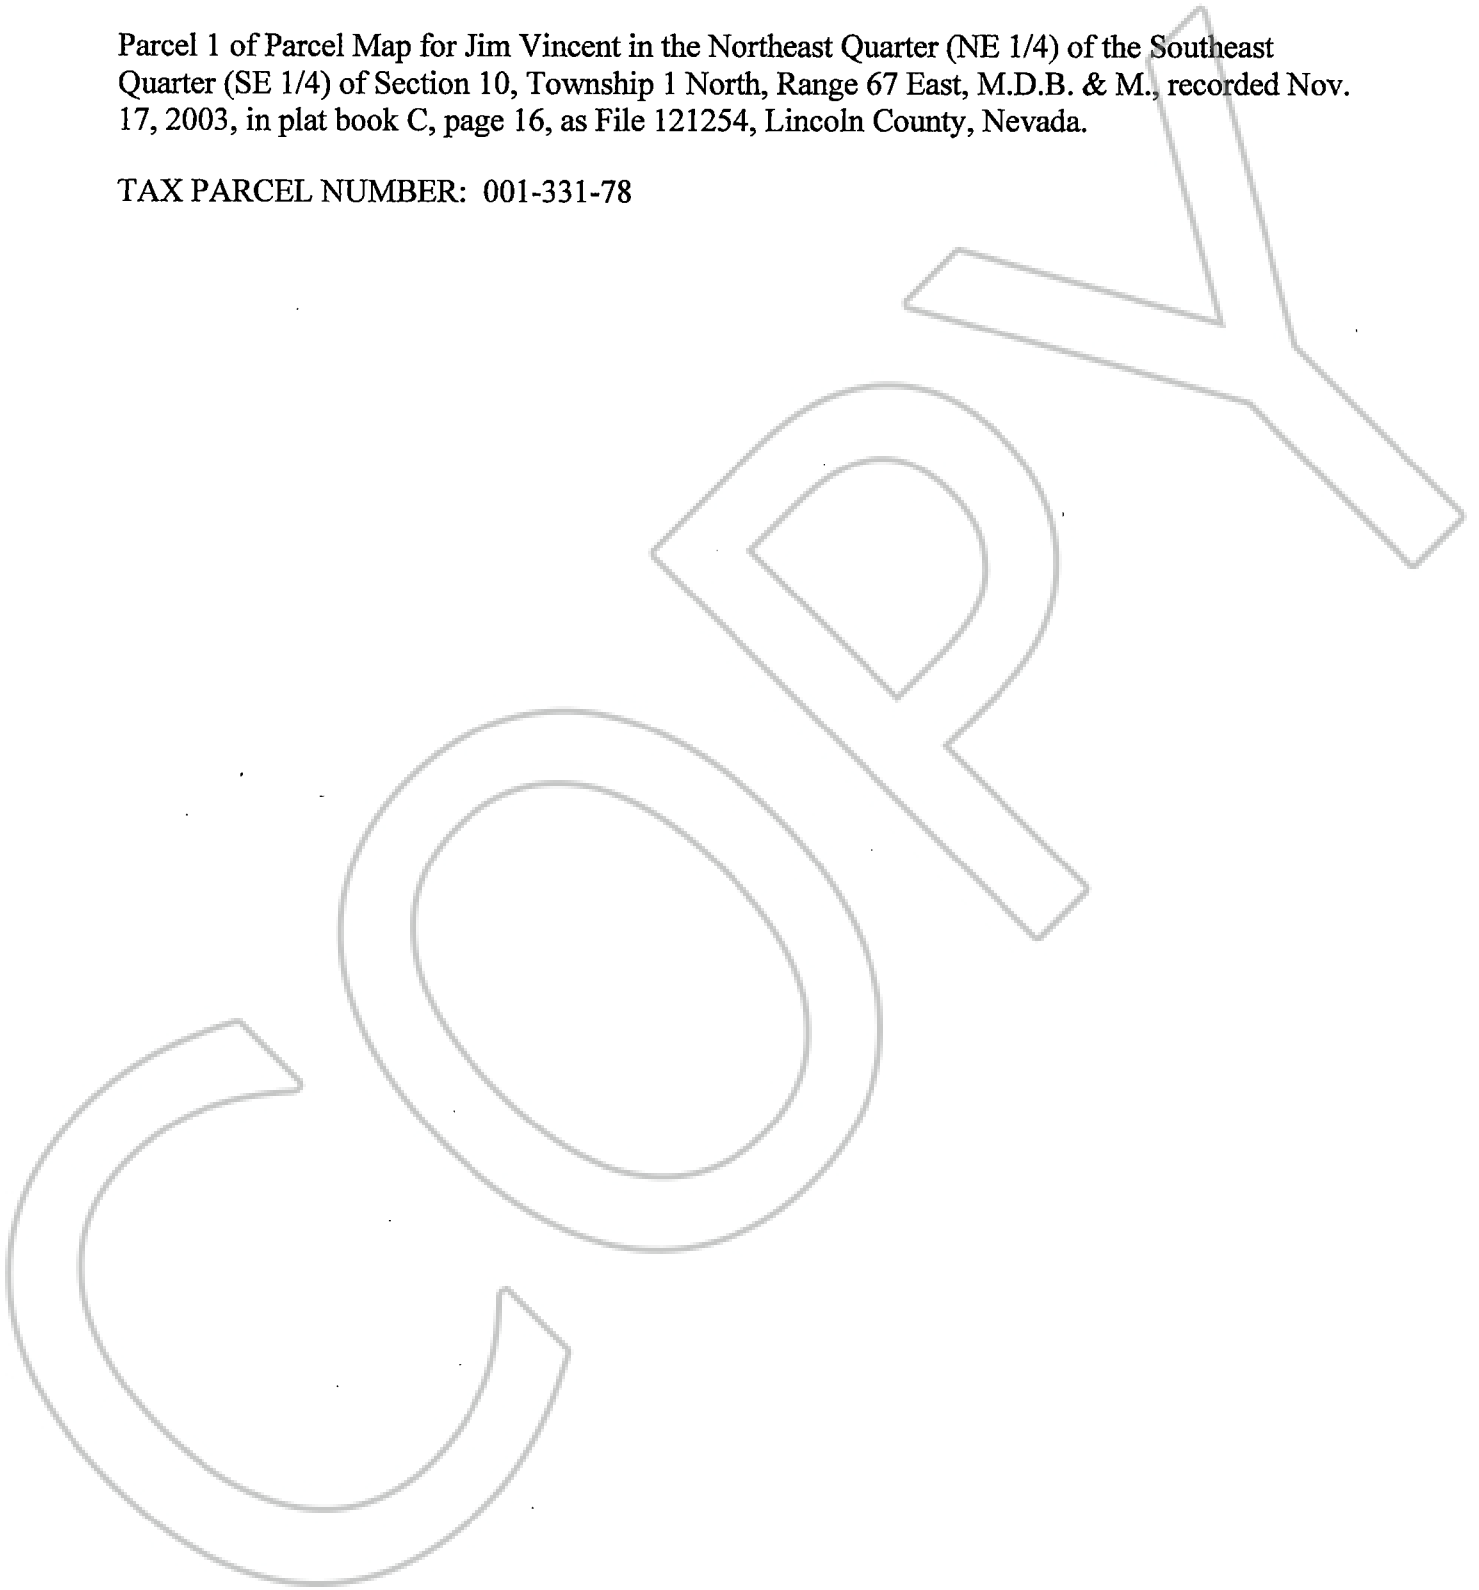 Parcel 1 of Parcel Map for Jim Vincent in the Northeast Quarter (NE 1/4) of the Southeast
Quarter (SE 1/4) of Section 10, Township 1 North, Range 67 East, M.D.B. & M., recorded Nov.
17, 2003, in plat book C, page 16, as File 121254, Lincoln County, Nevada.
TAX PARCEL NUMBER: 001-331-78
COPY